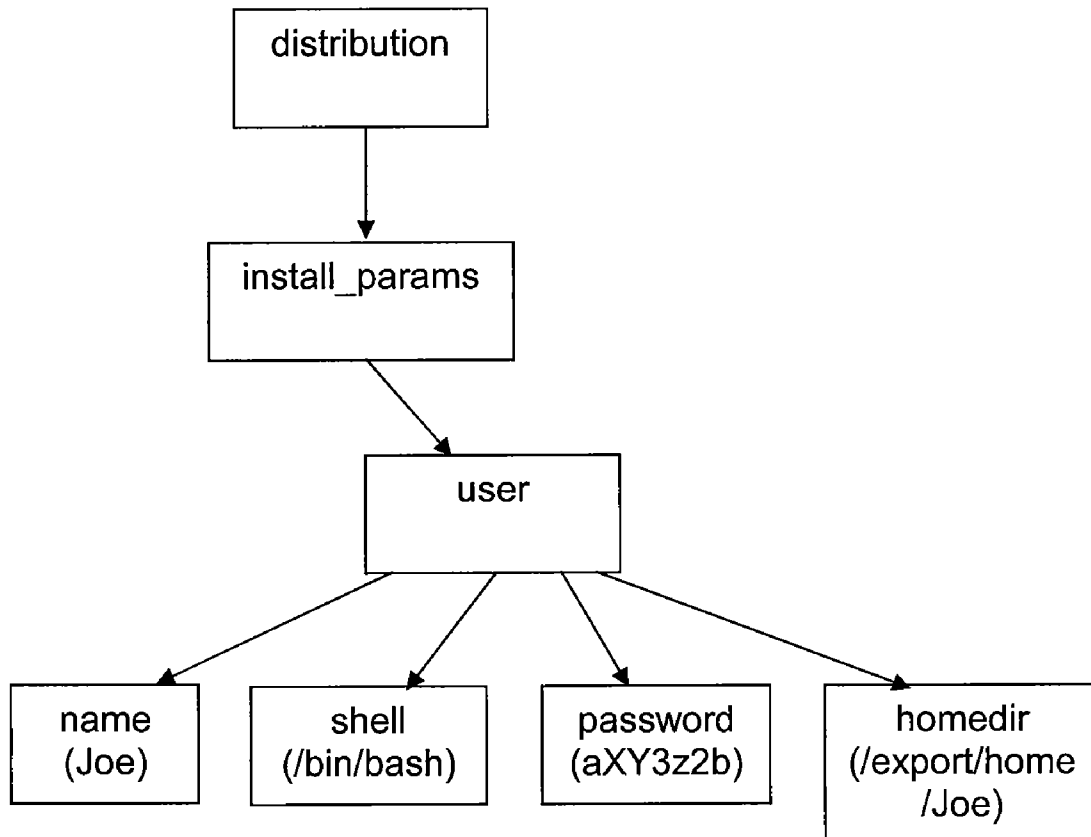 distribution
install_params
user
name
(Joe)
shell
(/bin/bash)
password
(aXY3z2b)
homedir
(/export/home
/Joe)